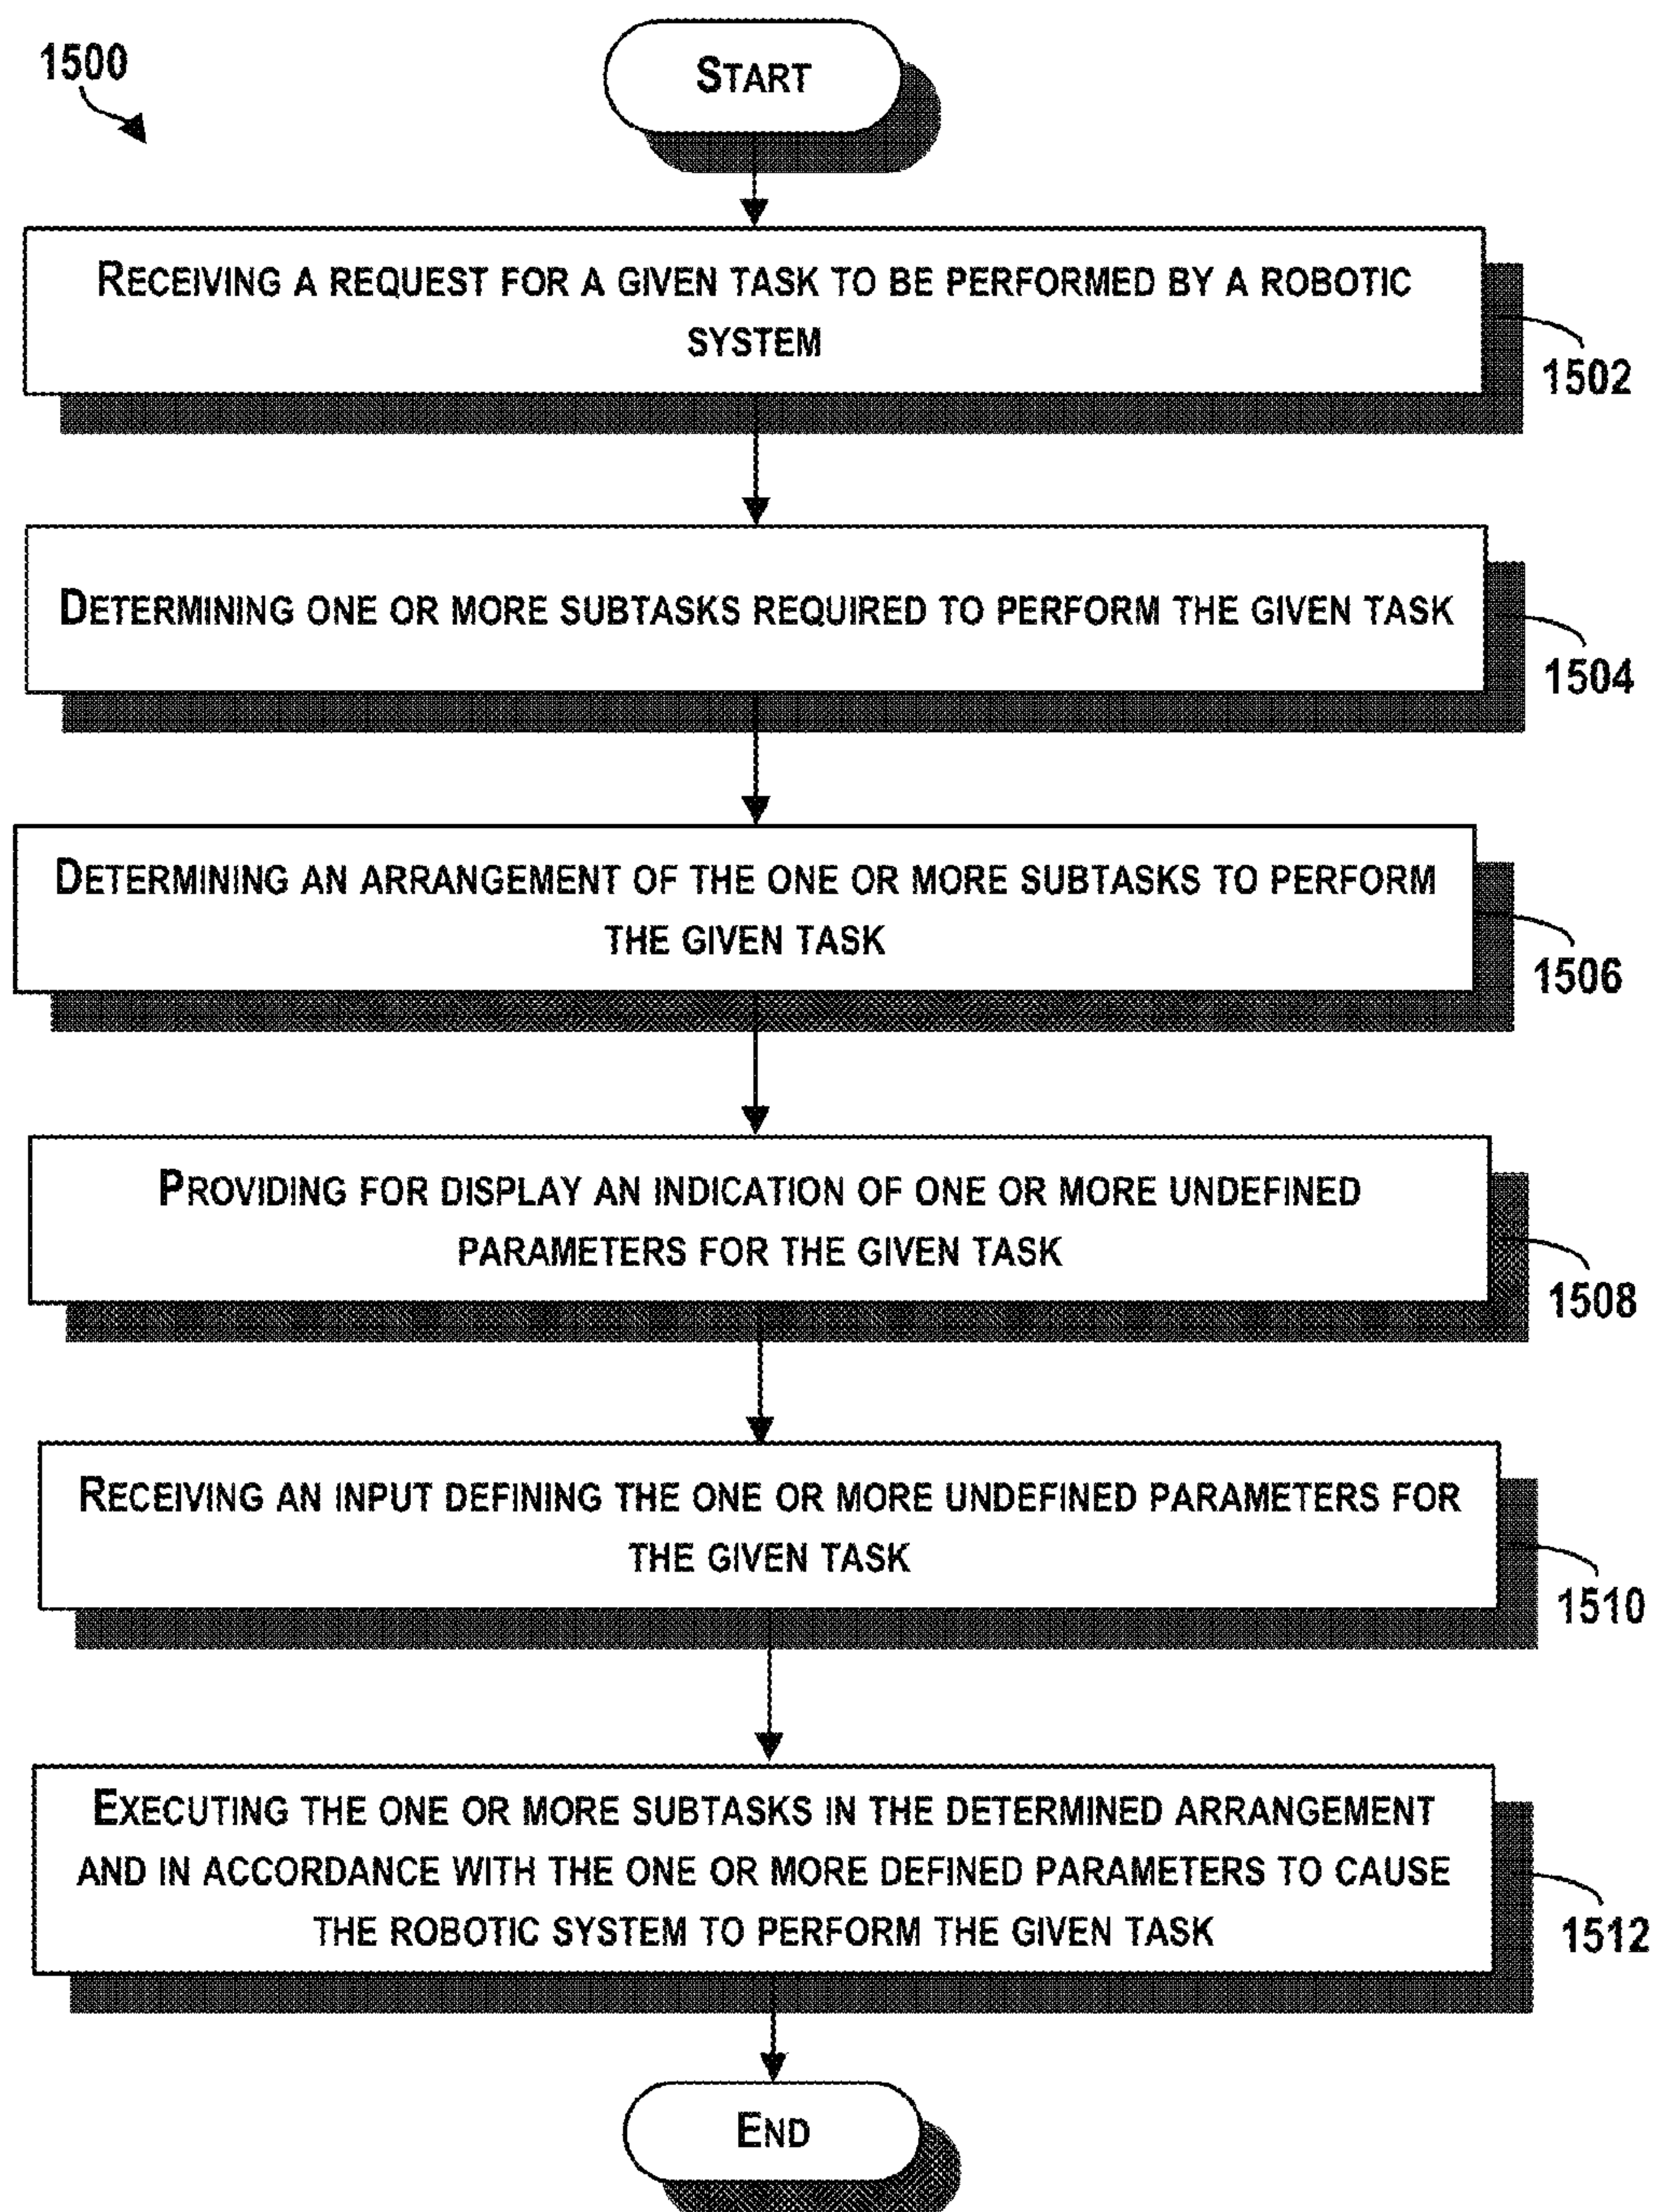 1500
START
RECEIVING A REQUEST FOR A GIVEN TASK TO BE PERFORMED BY A ROBOTIC
SYSTEM
1502
DETERMINING ONE OR MORE SUBTASKS REQUIRED TO PERFORM THE GIVEN TASK
1504
DETERMINING AN ARRANGEMENT OF THE ONE OR MORE SUBTASKS TO PERFORM
THE GIVEN TASK
1506
PROVIDING FOR DISPLAY AN INDICATION OF ONE OR MORE UNDEFINED
PARAMETERS FOR THE GIVEN TASK
1508
RECEIVING AN INPUT DEFINING THE ONE OR MORE UNDEFINED PARAMETERS FOR
THE GIVEN TASK
1510
EXECUTING THE ONE OR MORE SUBTASKS IN THE DETERMINED ARRANGEMENT
AND IN ACCORDANCE WITH THE ONE OR MORE DEFINED PARAMETERS TO CAUSE
THE ROBOTIC SYSTEM TO PERFORM THE GIVEN TASK
1512
END